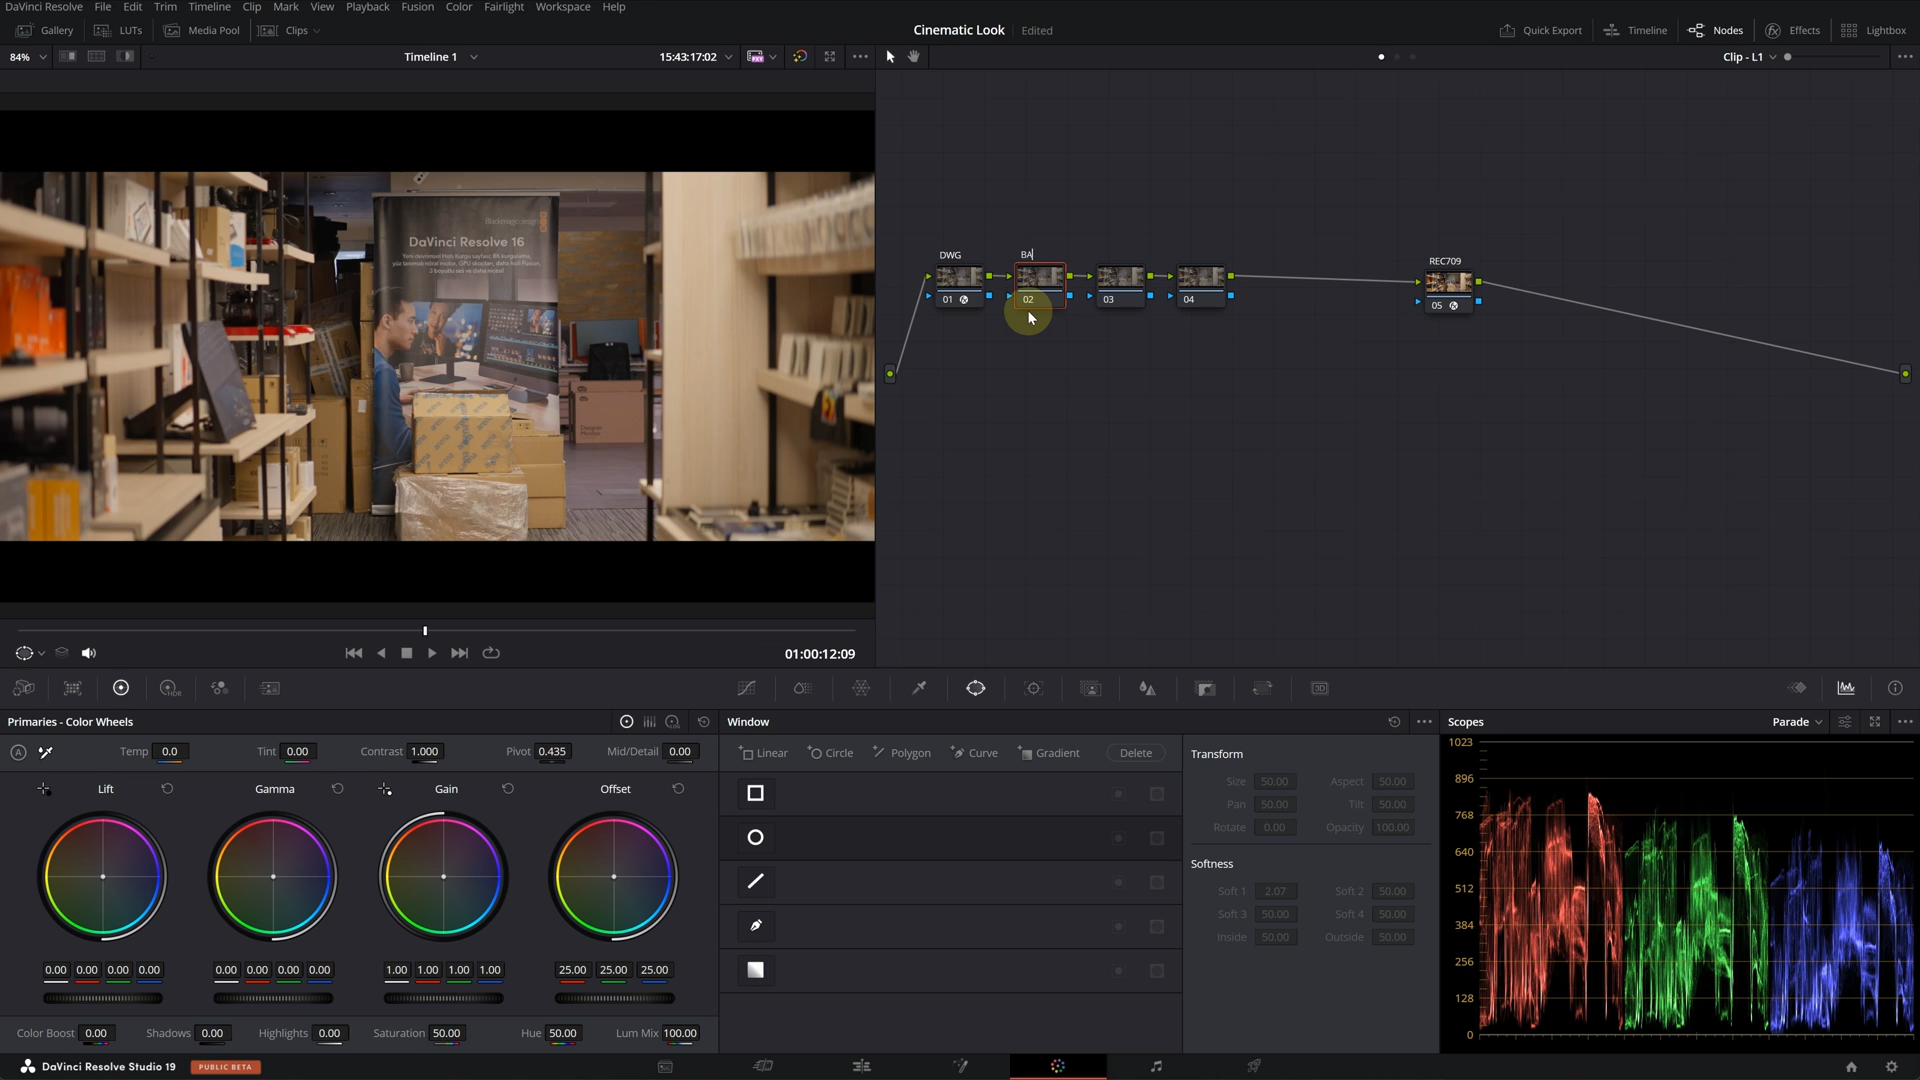 DaVinci Resolve File Edit Trim Timeline Clip Mark View Playback Fusion Color Fairlight Workspace Help
Gallery LUTs Media Pool Clips Cinematic Look Edited Quick Export Timeline Nodes Effects Lightbox
84% Timeline 1 15:43:17:02 Clip - L1
Blackmagicdesign
DaVinci Resolve 16
DWG BA REC709
01 02 03 04 05
arena
Designer
01:00:12:09
HDR
3D
Primaries - Color Wheels Window Scopes Parade
A Temp 0.0 Tint 0.00 Contrast 1.000 Pivot 0.435 Mid/Detail 0.00
Linear Circle Polygon Curve Gradient Delete
Transform
Lift Gamma Gain Offset
Size 50.00 Aspect 50.00
Pan 50.00 Tilt 50.00
Rotate 0.00 Opacity 100.00
Softness
Soft 1 2.07 Soft 2 50.00
Soft 3 50.00 Soft 4 50.00
Inside 50.00 Outside 50.00
0.00 0.00 0.00 0.00 0.00 0.00 0.00 0.00 1.00 1.00 1.00 1.00 25.00 25.00 25.00
Color Boost 0.00 Shadows 0.00 Highlights 0.00 Saturation 50.00 Hue 50.00 Lum Mix 100.00
1023
896
768
640
512
384
256
128
0
DaVinci Resolve Studio 19 PUBLIC BETA